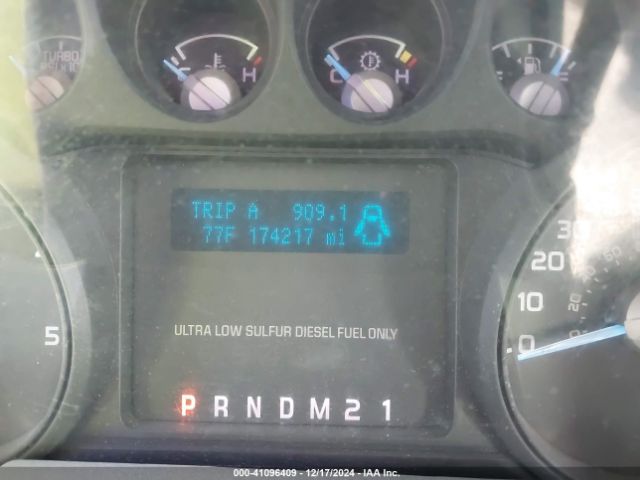 TURBO
H
C H
F
TRIP A 909.1
77F 174217 mi
ULTRA LOW SULFUR DIESEL FUEL ONLY
P R N D M 2 1
5
30
20
10
0
000-41096409 - 12/17/2024 - IAA Inc.